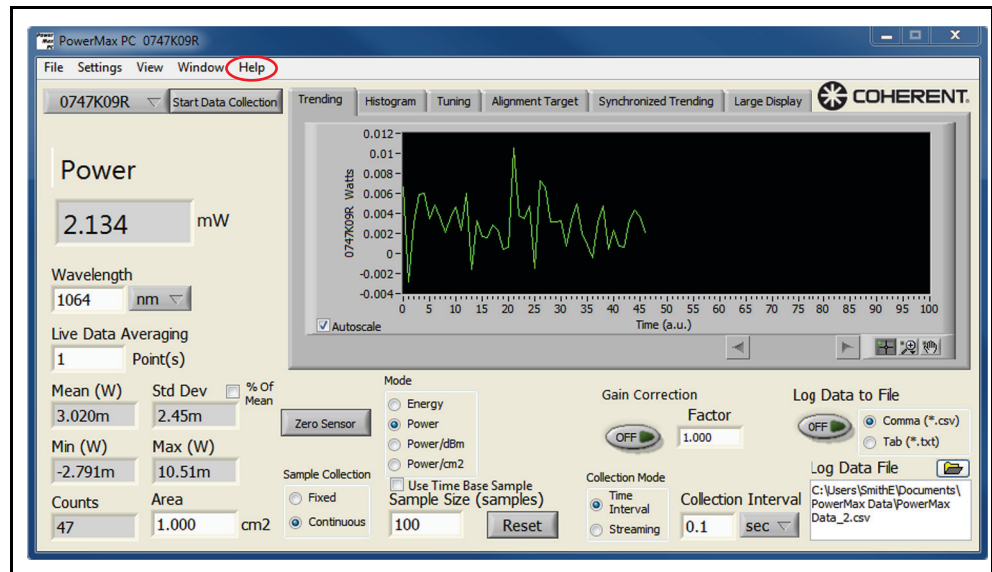 PowerMax PC 0747K09R
File Settings View Window Help
0747K09R Start Data Collection
Trending Histogram Tuning Alignment Target Synchronized Trending Large Display
COHERENT.
Power
2.134 mW
Wavelength
1064 nm
Live Data Averaging
1 Point(s)
0747K09R Watts
0.012
0.01
0.008
0.006
0.004
0.002
0
-0.002
-0.004
0 5 10 15 20 25 30 35 40 45 50 55 60 65 70 75 80 85 90 95 100
Time (a.u.)
Autoscale
Mean (W) Std Dev % Of Mean
3.020m 2.45m
Min (W) Max (W)
-2.791m 10.51m
Counts Area
47 1.000 cm2
Zero Sensor
Mode
Energy
Power
Power/dBm
Power/cm2
Use Time Base Sample
Sample Collection
Fixed
Continuous
Sample Size (samples)
100 Reset
Gain Correction
OFF
Factor
1.000
Collection Mode
Time Interval
Streaming
Collection Interval
0.1 sec
Log Data to File
OFF
Comma (*.csv)
Tab (*.txt)
Log Data File
C:\Users\SmithE\Documents\
PowerMax Data\PowerMax
Data_2.csv